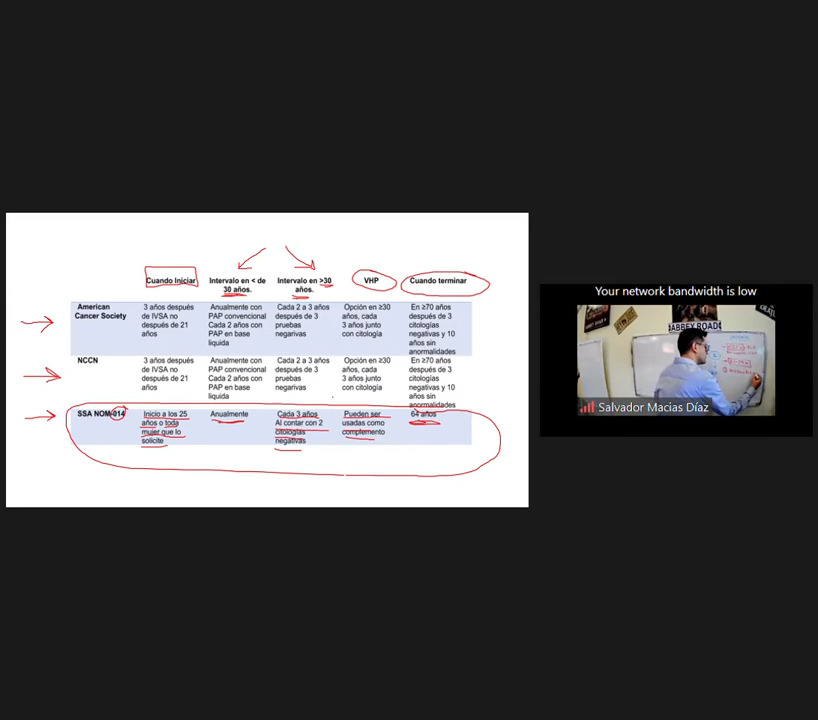 Your network bandwidth is low
ABBEY ROAD
Salvador Macias Díaz
Cuando Iniciar
Intervalo en < de
30 años.
Intervalo en >30
años.
VHP
Cuando terminar
American
Cancer Society
3 años después
de IVSA no
después de 21
años
Anualmente con
PAP convencional
Cada 2 años con
PAP en base
liquida
Cada 2 a 3 años
después de 3
pruebas
negarivas
Opción en ≥30
años, cada
3 años junto
con citología
En ≥70 años
después de 3
citologías
negativas y 10
años sin
anormalidades
NCCN
3 años después
de IVSA no
después de 21
años
Anualmente con
PAP convencional
Cada 2 años con
PAP en base
liquida
Cada 2 a 3 años
después de 3
pruebas
negarivas
Opción en ≥30
años, cada
3 años junto
con citología
En ≥70 años
después de 3
citologías
negativas y 10
años sin
anormalidades
SSA NOM-014
Inicio a los 25
años o toda
mujer que lo
solicite
Anualmente
Cada 3 años
Al contar con 2
citologías
negativas
Pueden ser
usadas como
complemento
64 años